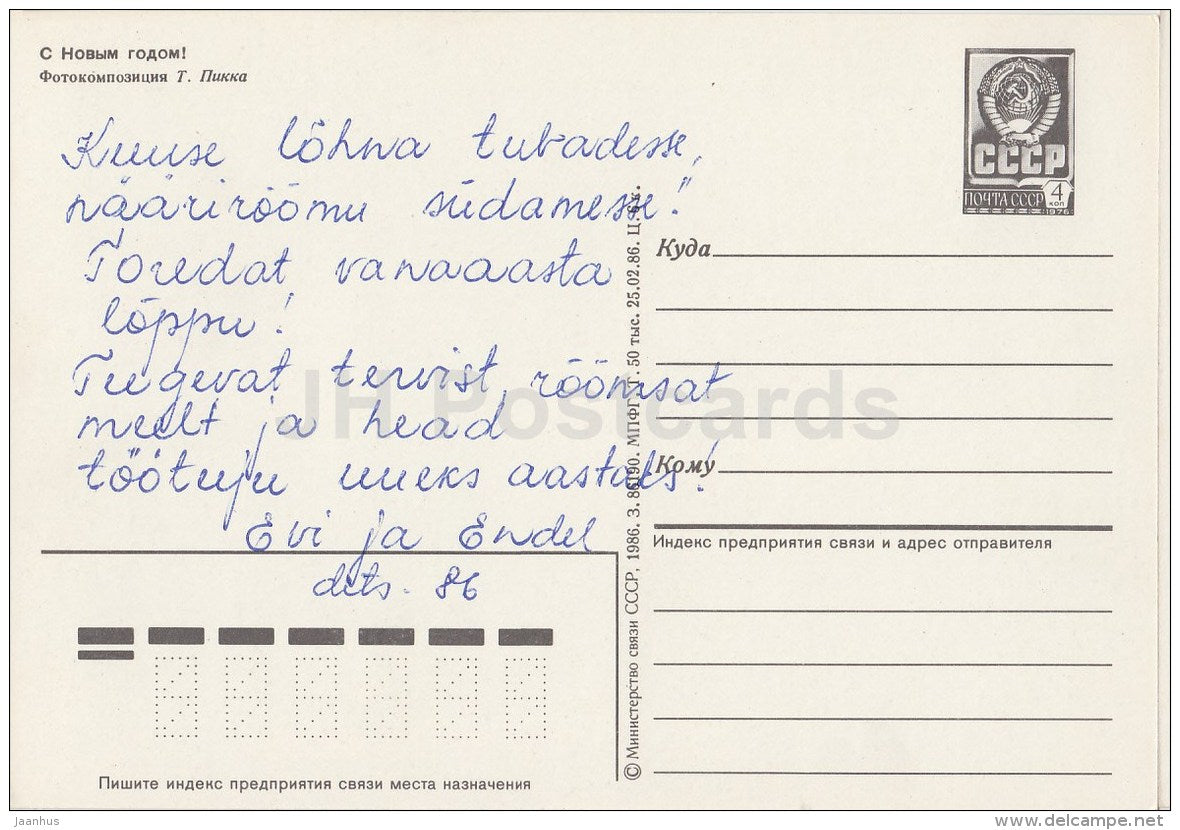 С Новым годом!
Фотокомпозиция Т. Пикка
СССР
ПОЧТА СССР
4
коп
1976
Kuuse lõhna tubadesse,
näärirõõmu südamesse!"
Toredat vanaaasta
lõppu!
Tugevat tervist, rõõmsat
meelt ja head
töötuju uueks aastaks!
Evi ja Endel
dets. 86
Куда
Кому
Индекс предприятия связи и адрес отправителя
© Министерство связи СССР, 1986. З. 86190. МПФГ. Т. 50 тыс. 25.02.86. Ц. 6 к.
Пишите индекс предприятия связи места назначения
JH Postcards
Jaanhus
www.delcampe.net